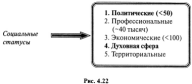 Социальные
статусы
1. Политические (<50)
2. Профессиональные
(~40 тысяч)
3. Экономические (<100)
4. Духовная сфера
5. Территориальные
Рис. 4.22